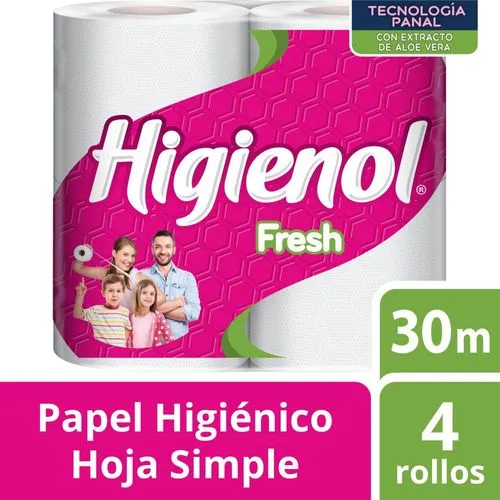 TECNOLOGÍA
PANAL
CON EXTRACTO
DE ALOE VERA
Higienol®
Fresh
30m
Papel Higiénico
Hoja Simple
4
rollos